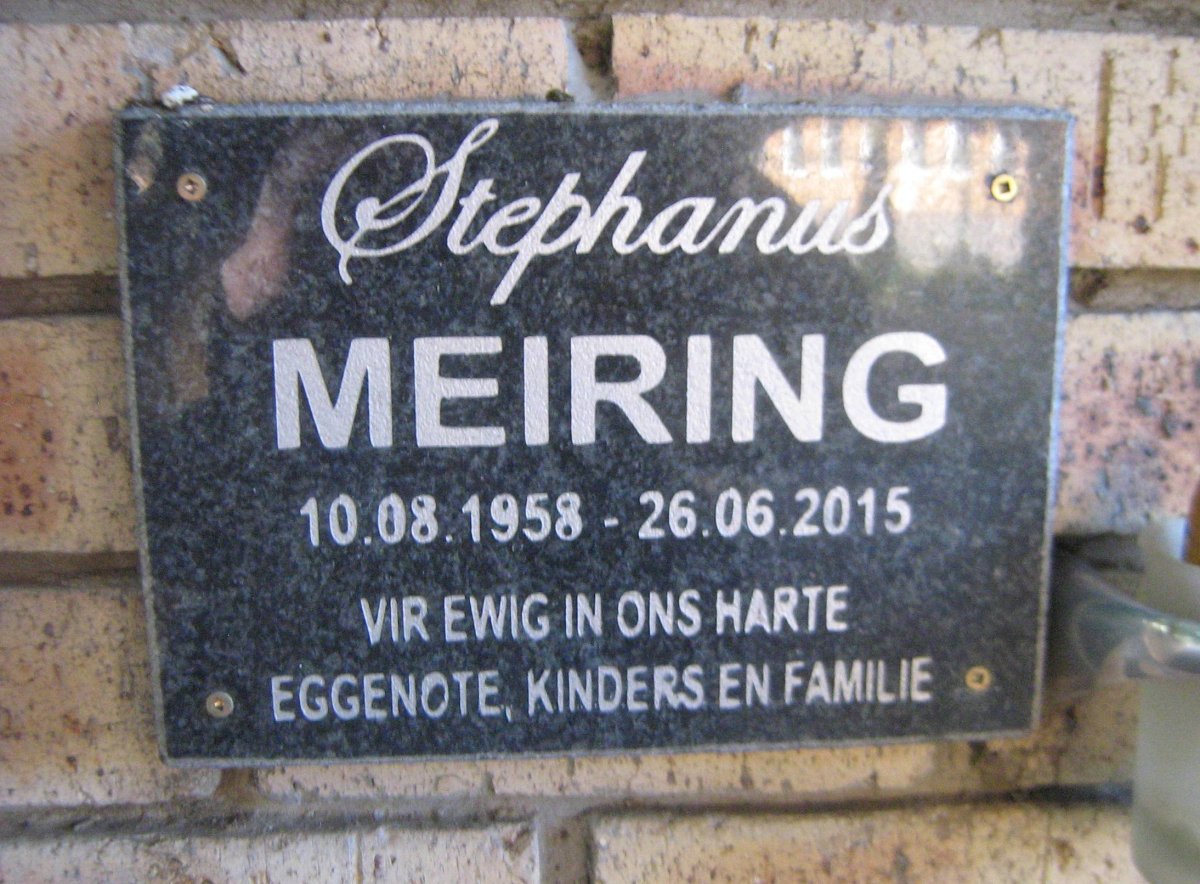 Stephanus
MEIRING
10.08.1958 - 26.06.2015
VIR EWIG IN ONS HARTE
EGGENOTE, KINDERS EN FAMILIE